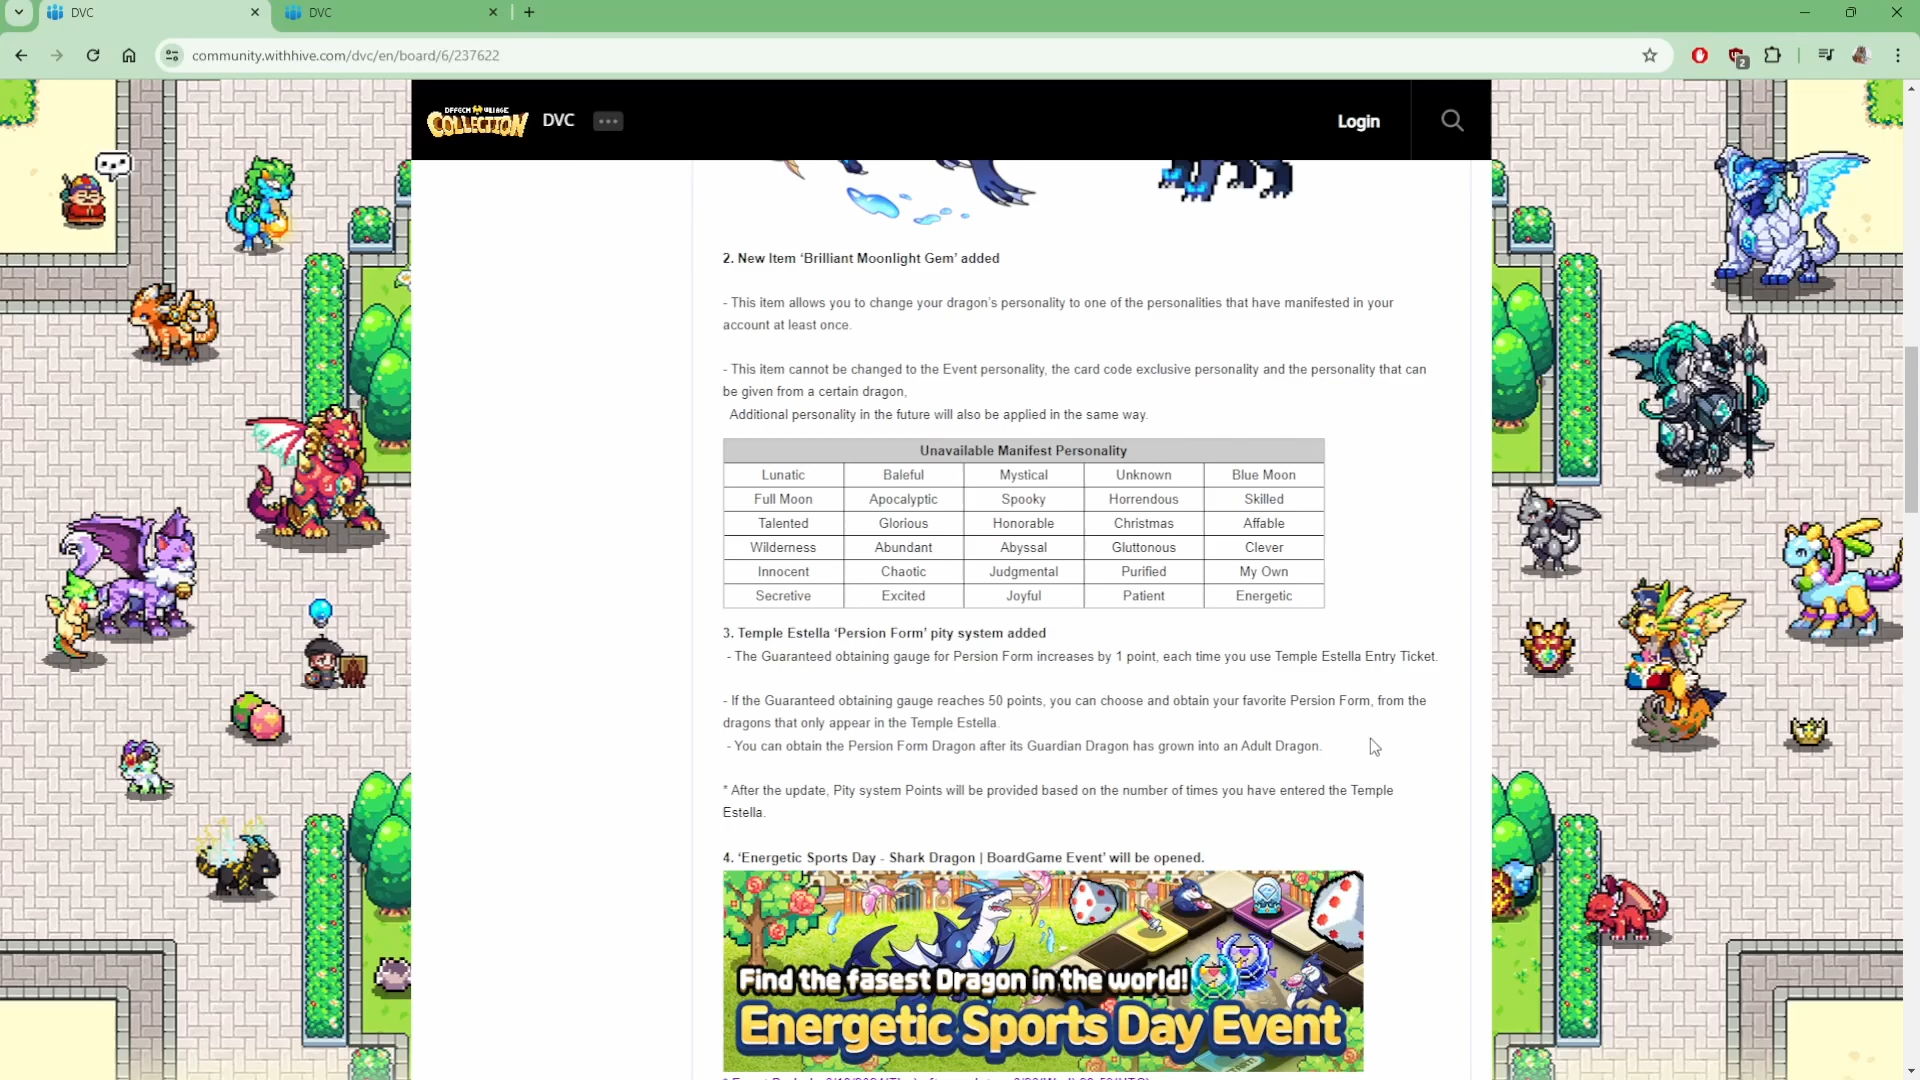 DVC
DVC
community.withhive.com/dvc/en/board/6/237622
2
COLLECTION
DVC
Login
2. New Item ‘Brilliant Moonlight Gem’ added
- This item allows you to change your dragon’s personality to one of the personalities that have manifested in your
account at least once.
- This item cannot be changed to the Event personality, the card code exclusive personality and the personality that can
be given from a certain dragon,
Additional personality in the future will also be applied in the same way.
Unavailable Manifest Personality
Lunatic Baleful Mystical Unknown Blue Moon
Full Moon Apocalyptic Spooky Horrendous Skilled
Talented Glorious Honorable Christmas Affable
Wilderness Abundant Abyssal Gluttonous Clever
Innocent Chaotic Judgmental Purified My Own
Secretive Excited Joyful Patient Energetic
3. Temple Estella ‘Persion Form’ pity system added
- The Guaranteed obtaining gauge for Persion Form increases by 1 point, each time you use Temple Estella Entry Ticket.
- If the Guaranteed obtaining gauge reaches 50 points, you can choose and obtain your favorite Persion Form, from the
dragons that only appear in the Temple Estella.
- You can obtain the Persion Form Dragon after its Guardian Dragon has grown into an Adult Dragon.
* After the update, Pity system Points will be provided based on the number of times you have entered the Temple
Estella.
4. ‘Energetic Sports Day - Shark Dragon | BoardGame Event’ will be opened.
Find the fasest Dragon in the world!
Energetic Sports Day Event